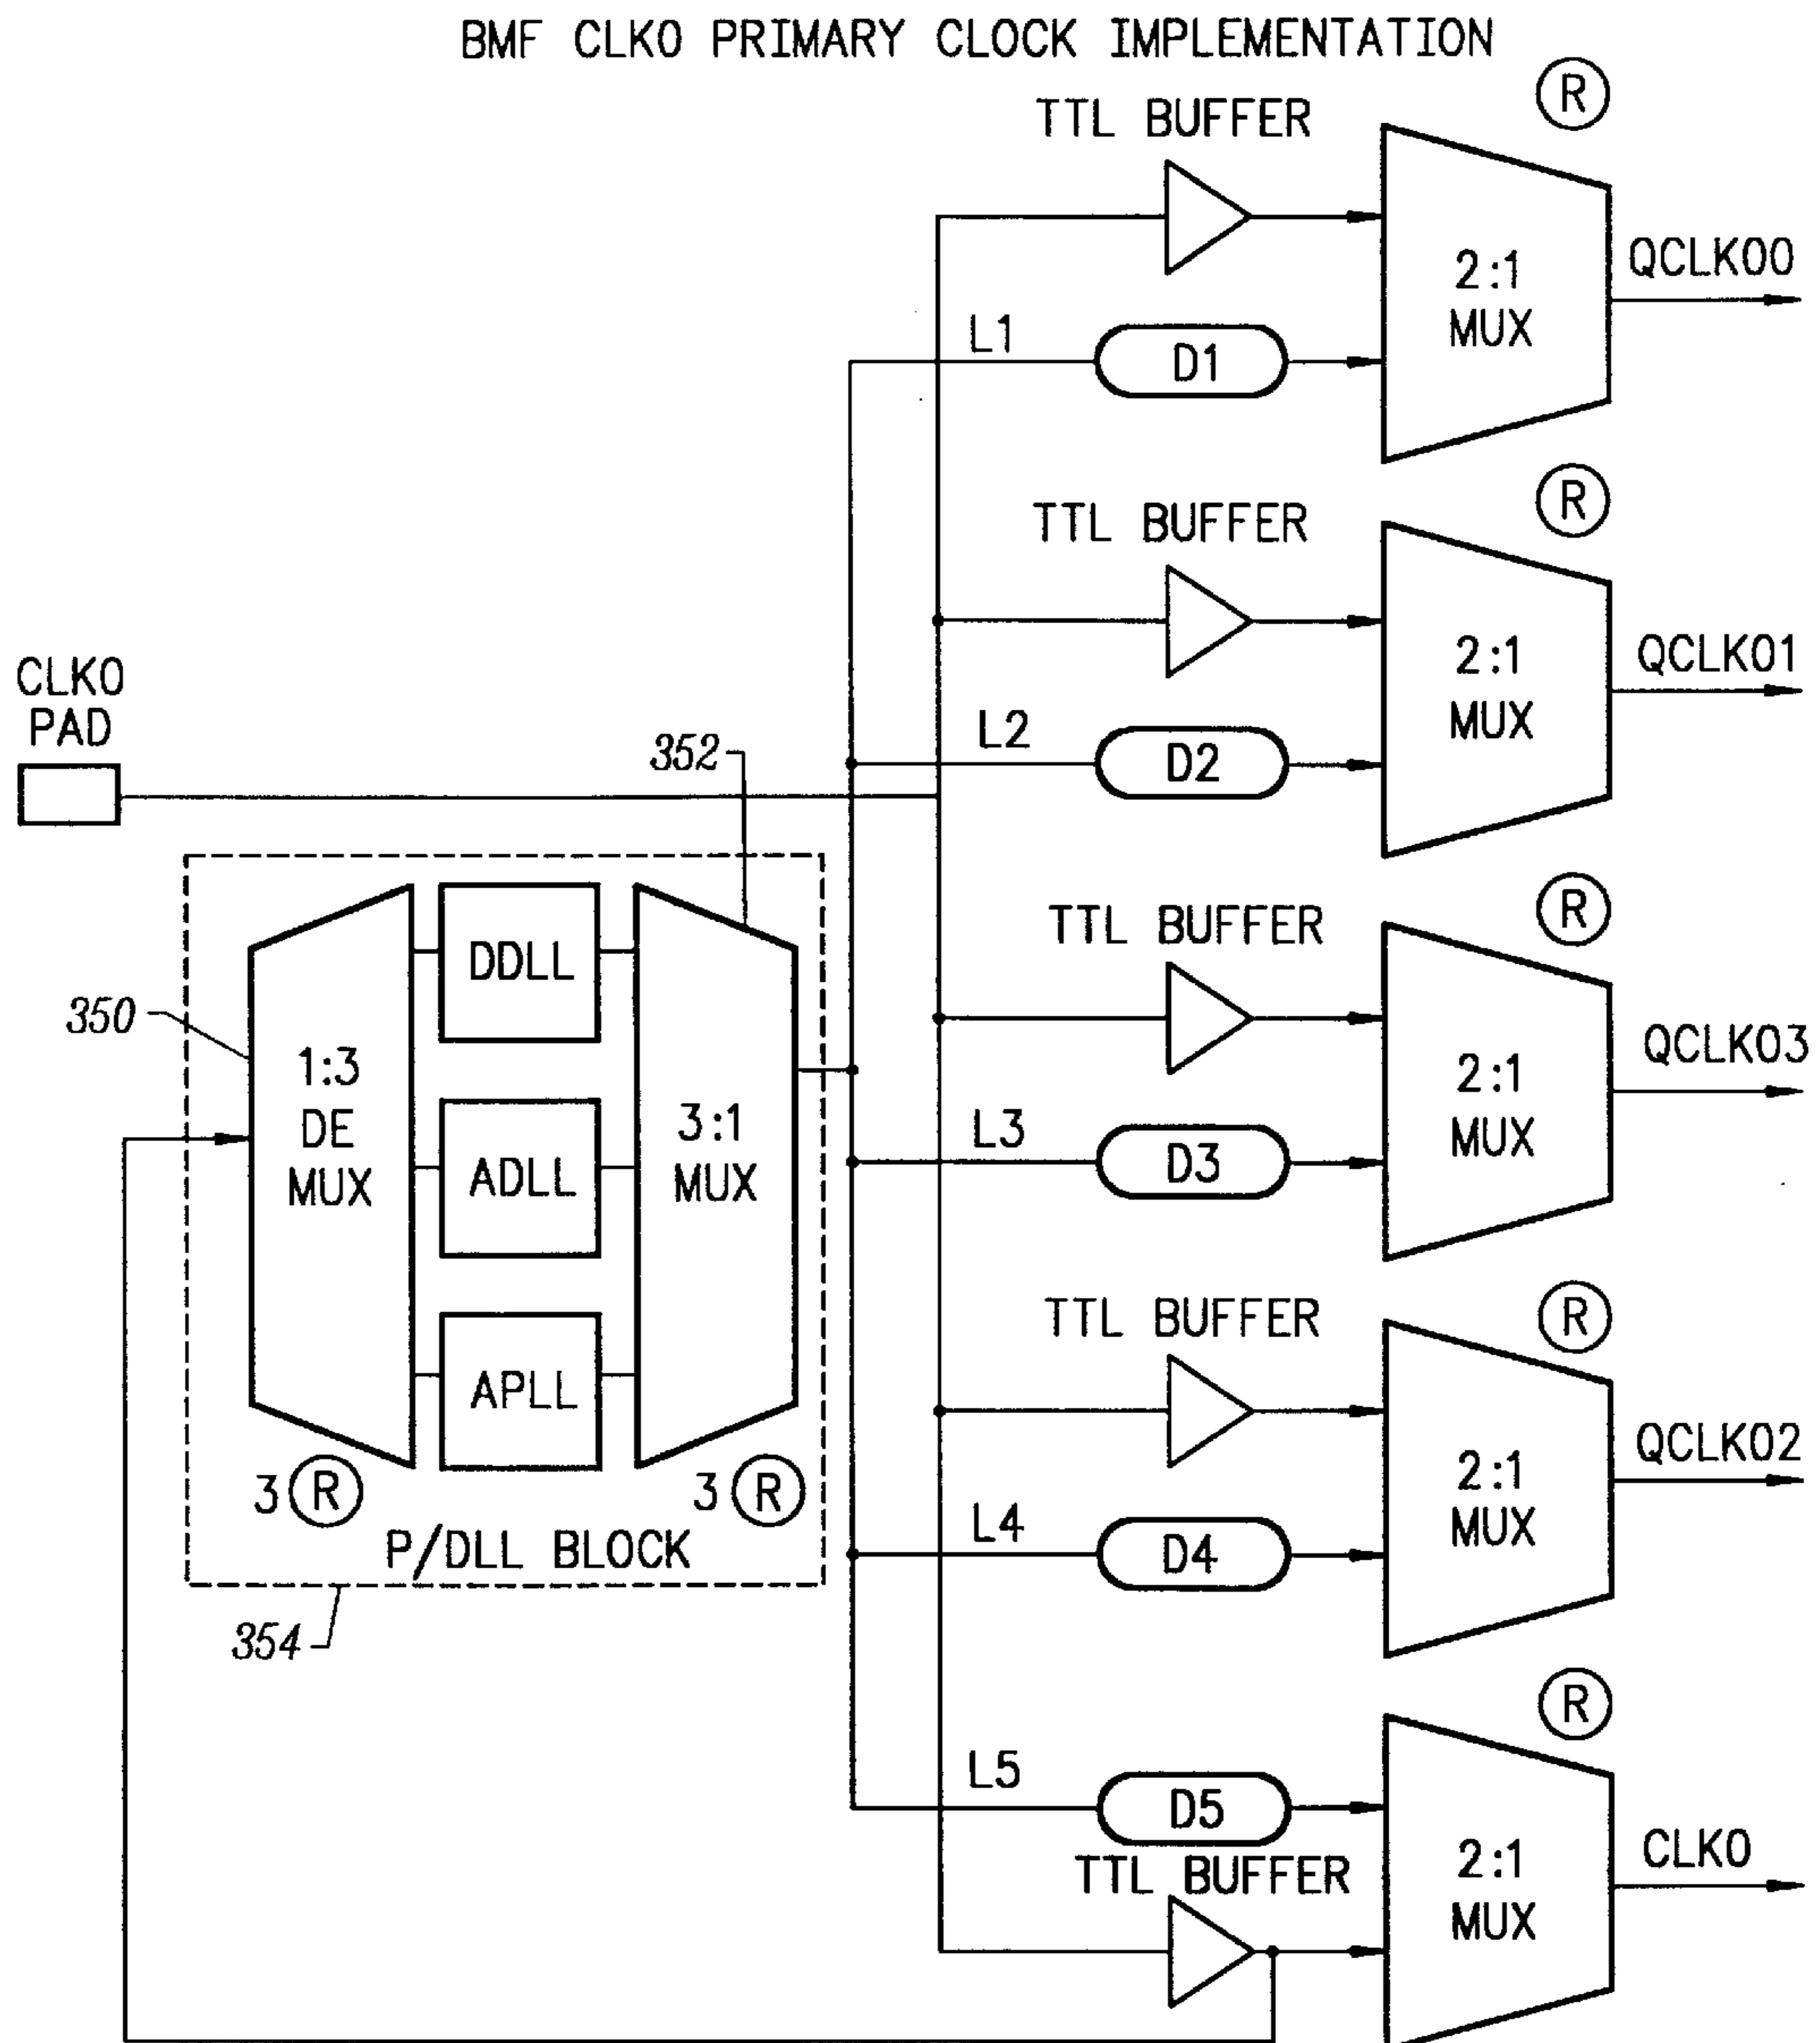 BMF CLK0 PRIMARY CLOCK IMPLEMENTATION
R
TTL BUFFER
2:1
MUX
QCLK00
L1
D1
R
TTL BUFFER
2:1
MUX
QCLK01
L2
D2
CLK0
PAD
352
R
TTL BUFFER
2:1
MUX
QCLK03
L3
D3
350
1:3
DE
MUX
DDLL
ADLL
APLL
3:1
MUX
3 R
3 R
P/DLL BLOCK
354
R
TTL BUFFER
2:1
MUX
QCLK02
L4
D4
R
L5
D5
TTL BUFFER
2:1
MUX
CLK0